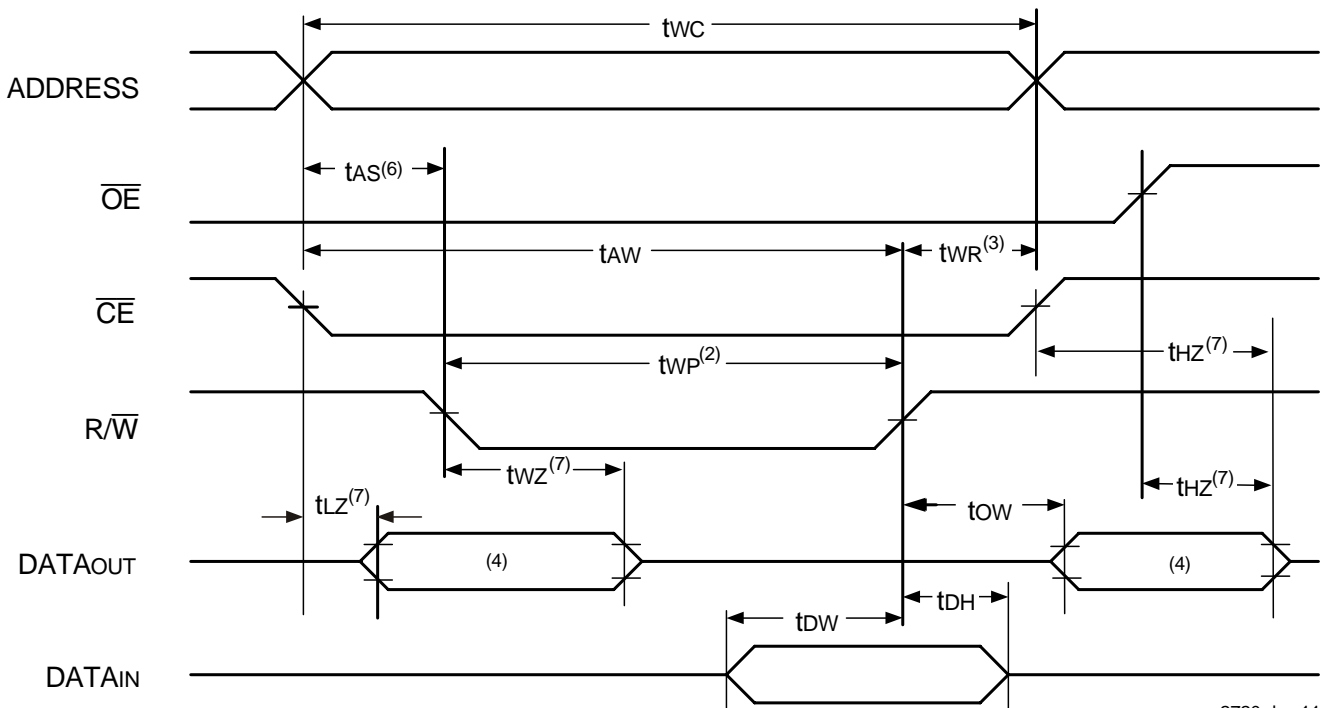 tWC
ADDRESS
tAS(6)
OE
tAW
tWR(3)
CE
tWP(2)
tHZ(7)
R/W
tWZ(7)
tHZ(7)
tLZ(7)
tOW
DATAOUT
(4)
(4)
tDH
tDW
DATAIN